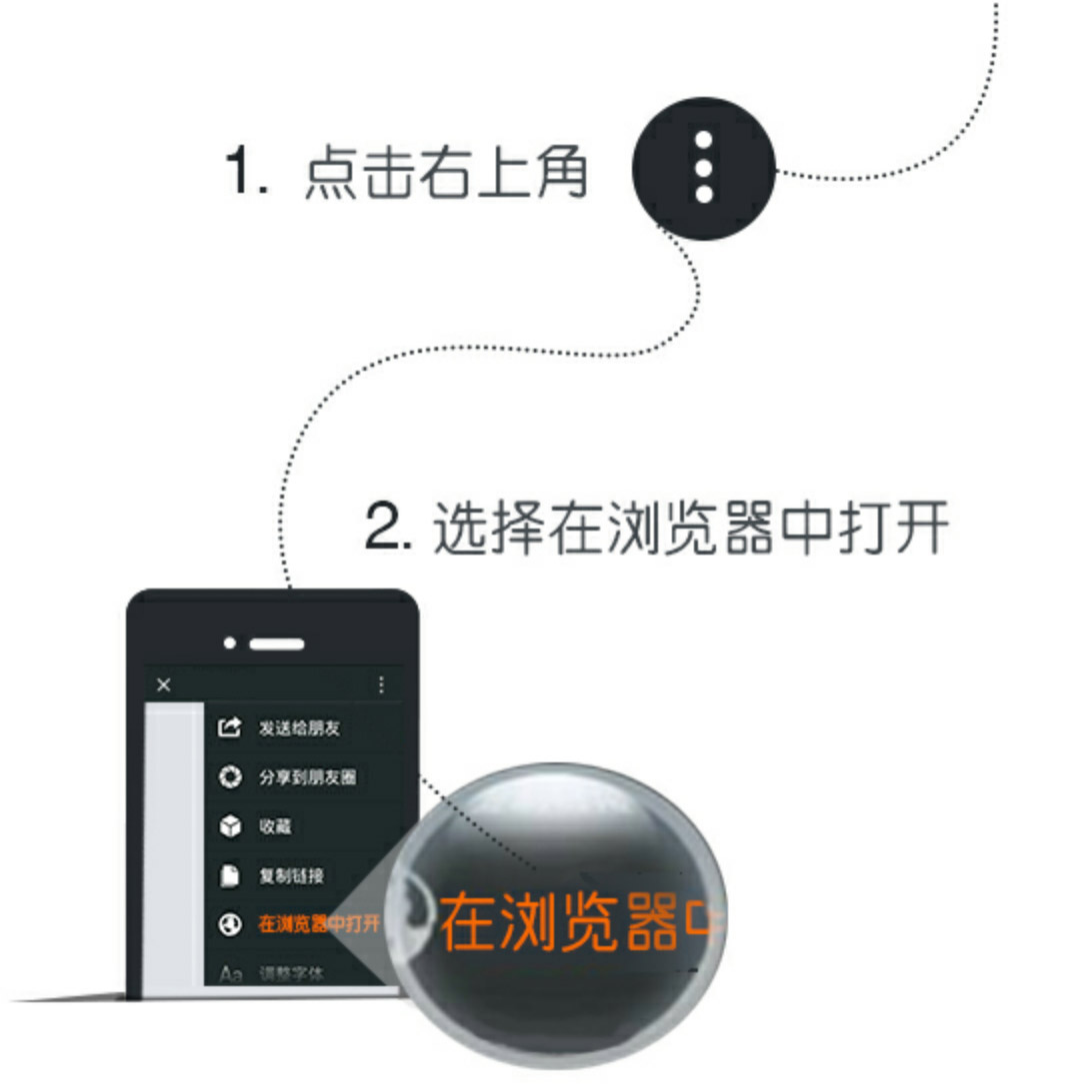 1. 点击右上角
2. 选择在浏览器中打开
发送给朋友
分享到朋友圈
收藏
复制链接
在浏览器中打开
Aa 调整字体
在浏览器中